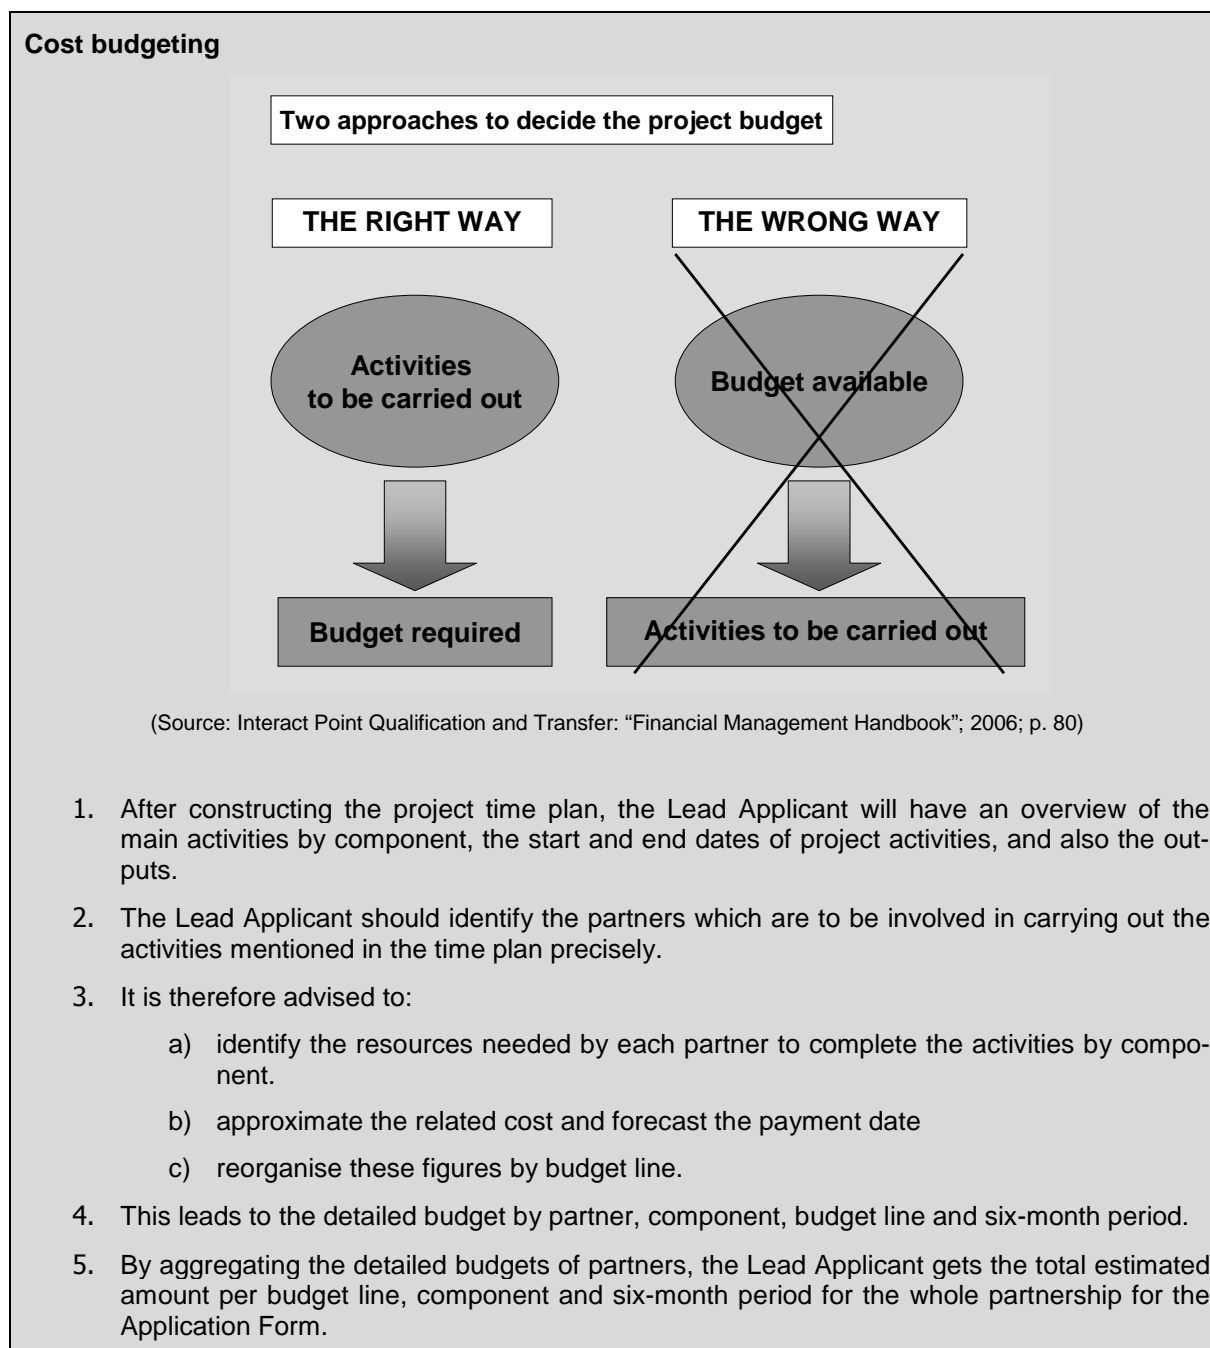 Cost budgeting
Two approaches to decide the project budget
THE RIGHT WAY
THE WRONG WAY
Activities
to be carried out
Budget available
Budget required
Activities to be carried out
(Source: Interact Point Qualification and Transfer: “Financial Management Handbook”; 2006; p. 80)
1. After constructing the project time plan, the Lead Applicant will have an overview of the
main activities by component, the start and end dates of project activities, and also the out-
puts.
2. The Lead Applicant should identify the partners which are to be involved in carrying out the
activities mentioned in the time plan precisely.
3. It is therefore advised to:
a) identify the resources needed by each partner to complete the activities by compo-
nent.
b) approximate the related cost and forecast the payment date
c) reorganise these figures by budget line.
4. This leads to the detailed budget by partner, component, budget line and six-month period.
5. By aggregating the detailed budgets of partners, the Lead Applicant gets the total estimated
amount per budget line, component and six-month period for the whole partnership for the
Application Form.